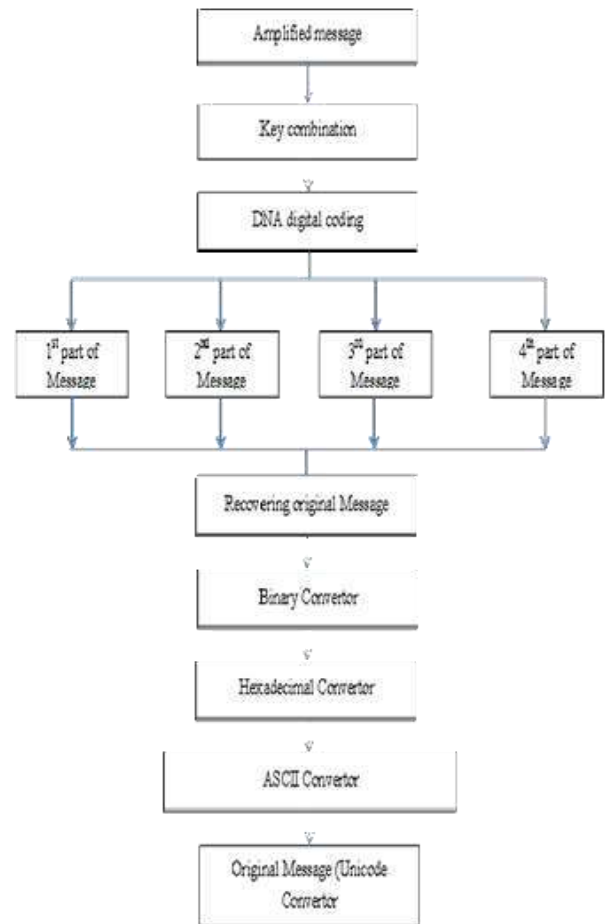 Amplified message
Key combination
DNA digital coding
1st part of
Message
2nd part of
Message
3rd part of
Message
4th part of
Message
Recovering original Message
Binary Convertor
Hexadecimal Convertor
ASCII Convertor
Original Message (Unicode
Convertor